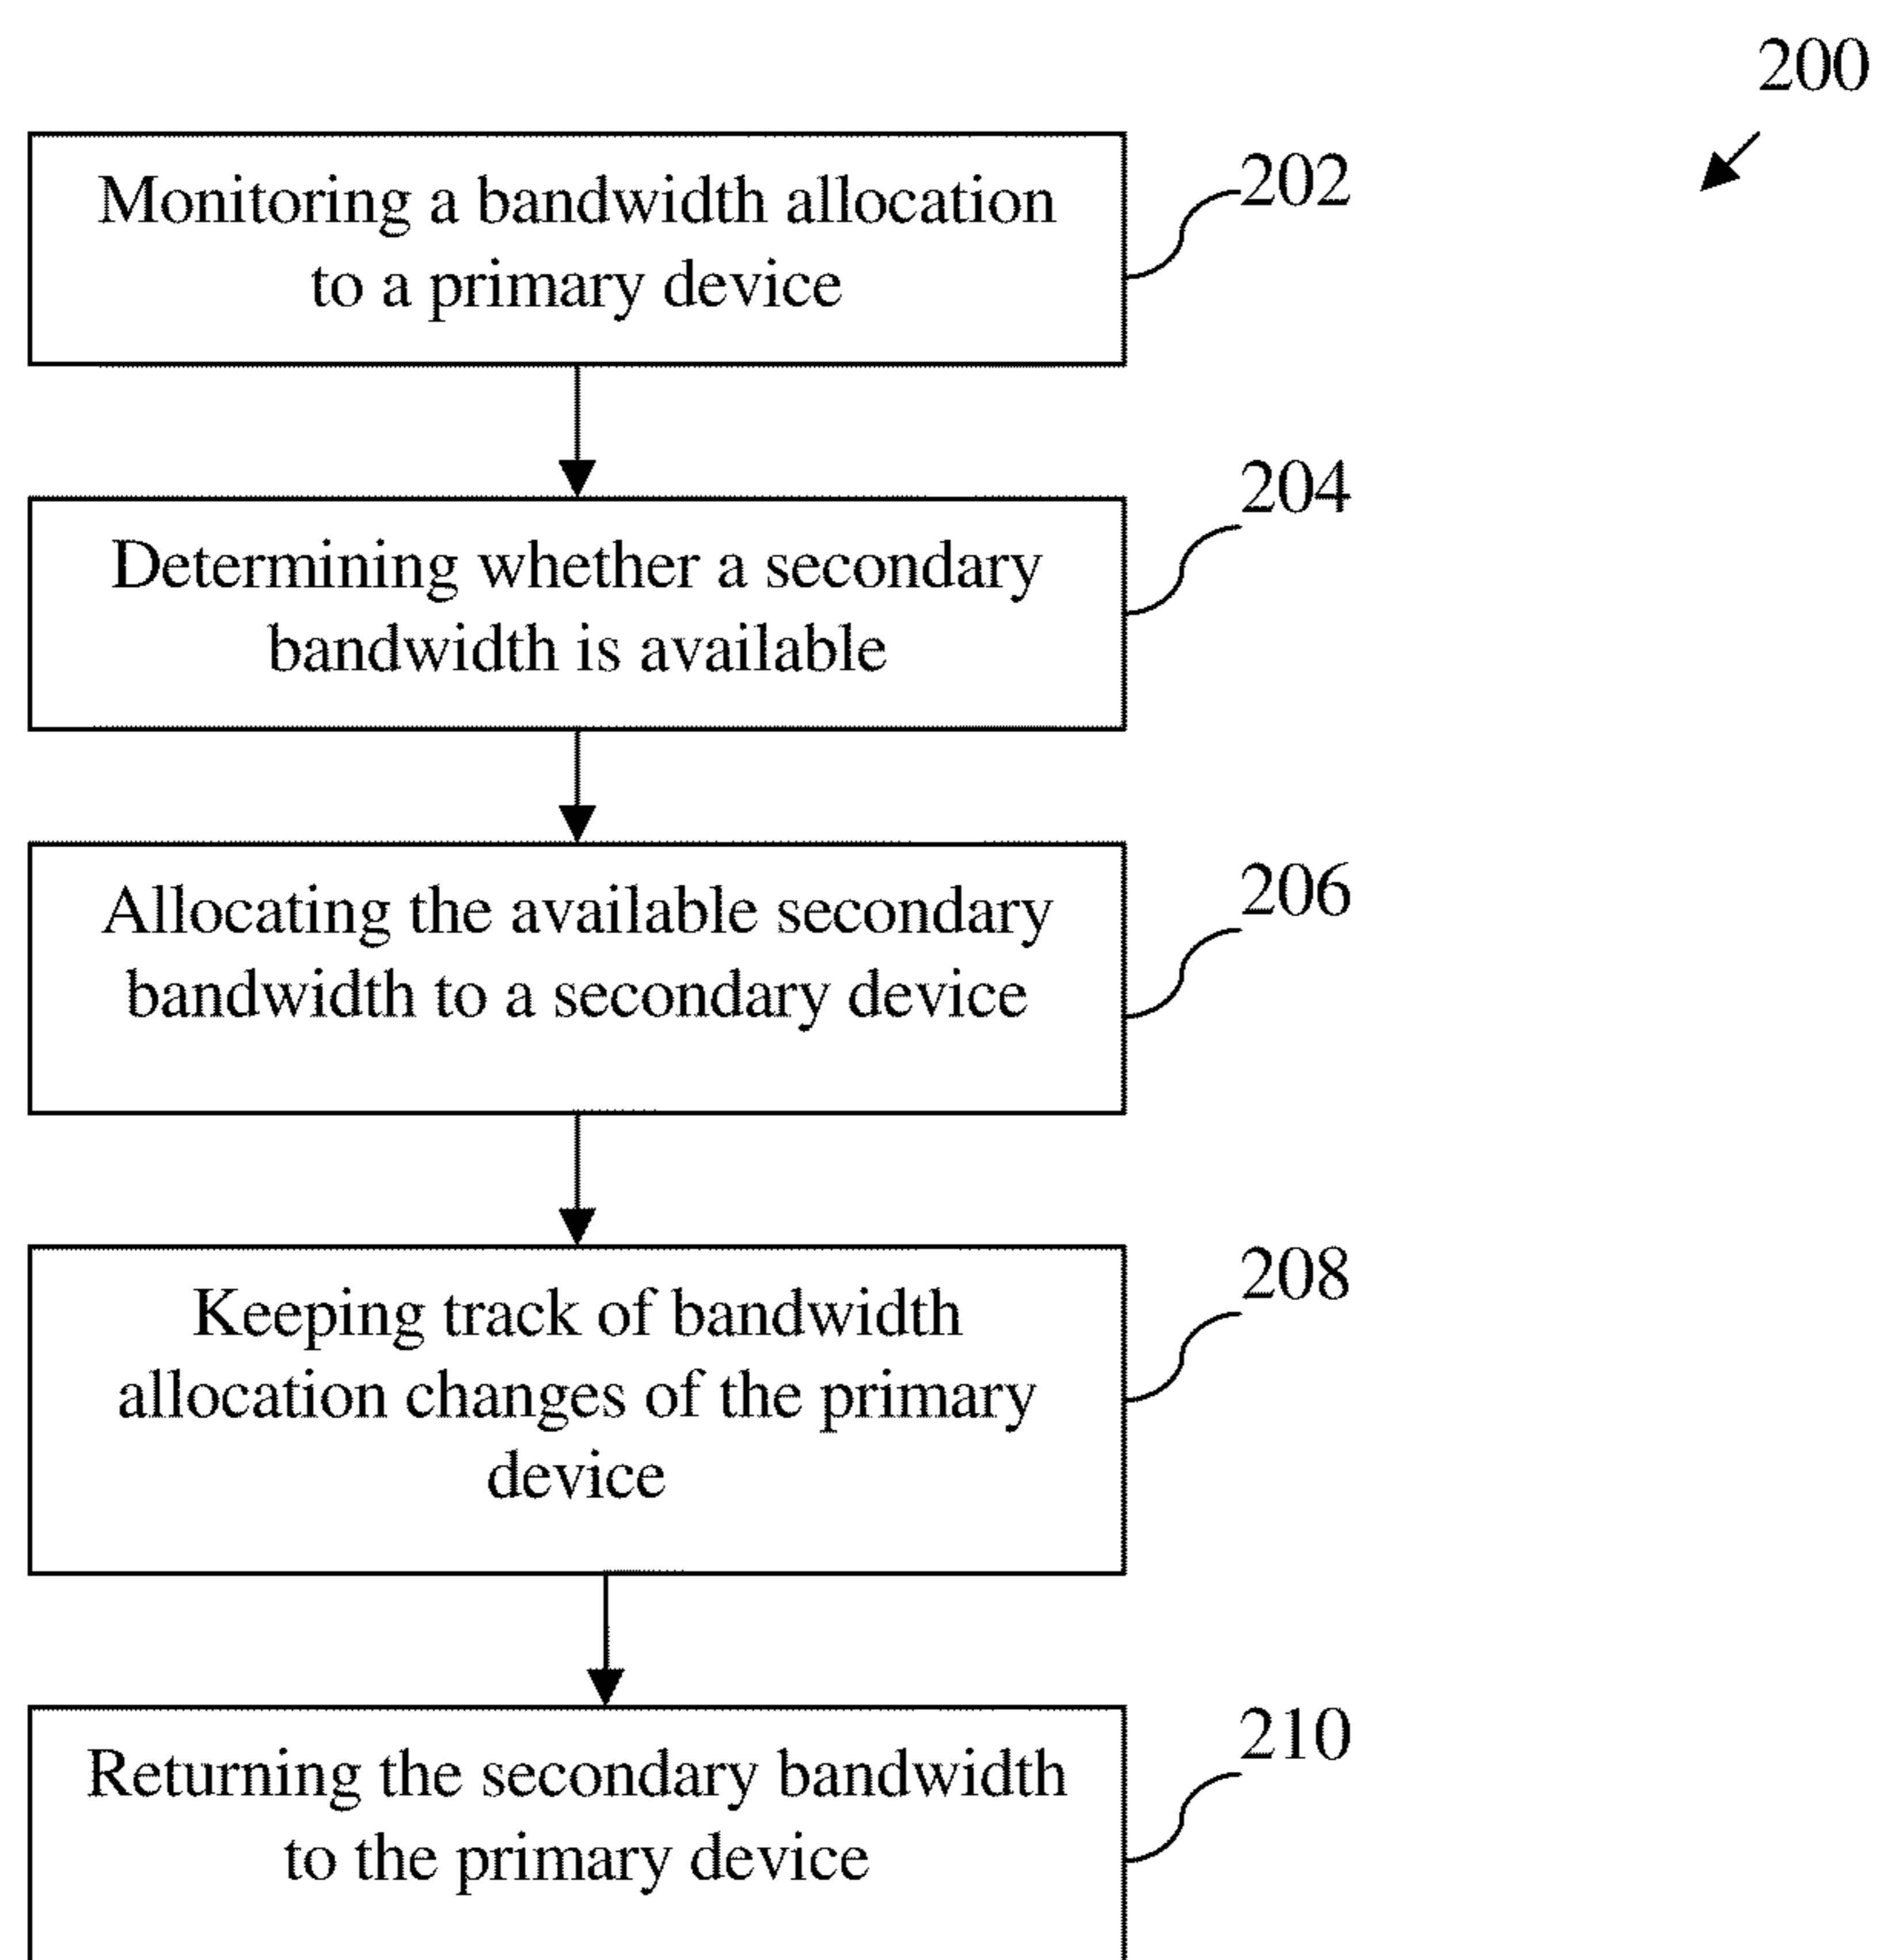 200
Monitoring a bandwidth allocation
to a primary device
202
Determining whether a secondary
bandwidth is available
204
Allocating the available secondary
bandwidth to a secondary device
206
Keeping track of bandwidth
allocation changes of the primary
device
208
Returning the secondary bandwidth
to the primary device
210